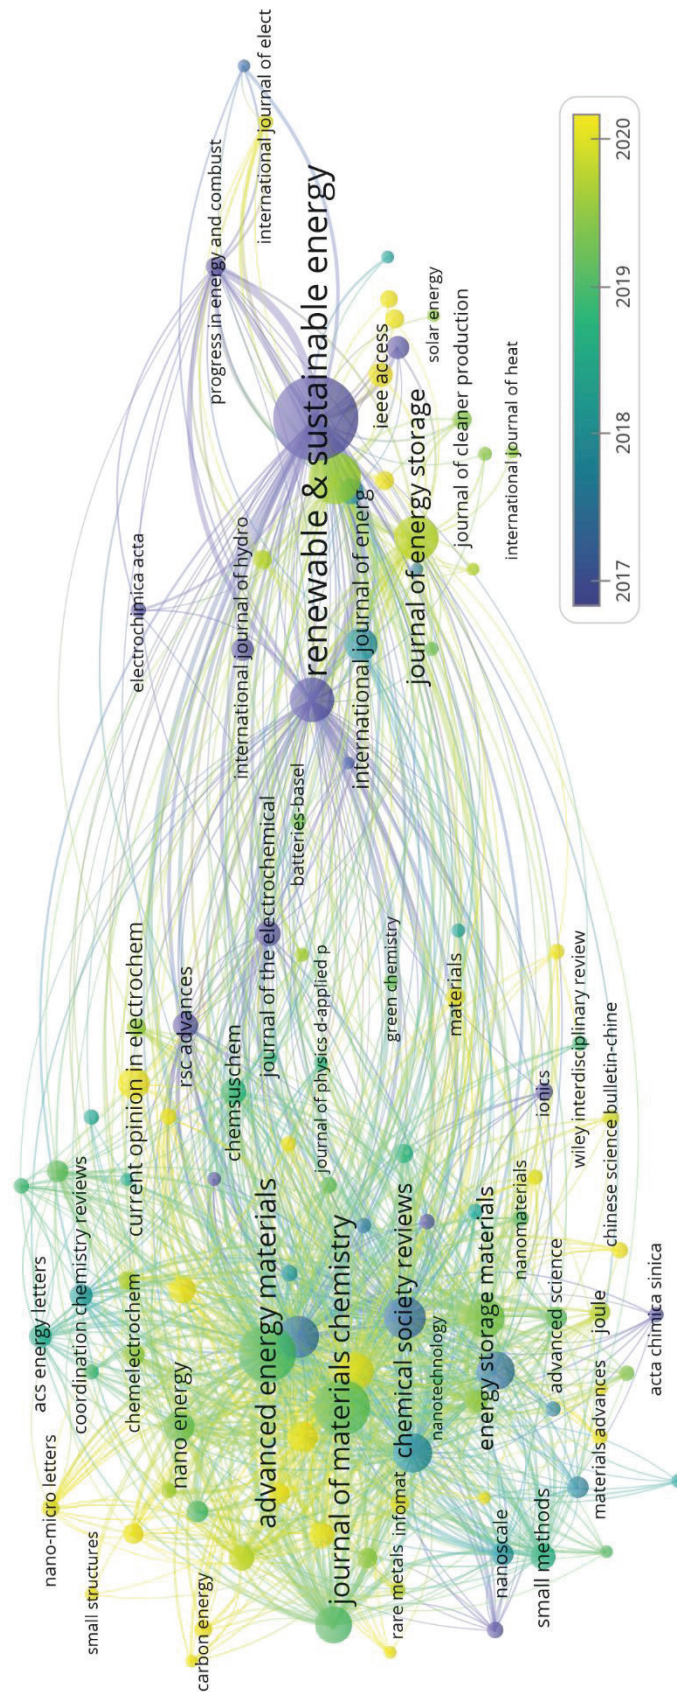 nano-micro letters
small structures
carbon energy
acs energy letters
coordination chemistry reviews
chemelectrochem
nano energy
advanced energy materials
journal of materials chemistry
rare metals
infomat
chemical society reviews
nanotechnology
energy storage materials
nanoscale
small methods
materials advances
advanced science
joule
acta chimica sinica
nanomaterials
chinese science bulletin-chine
wiley interdisciplinary review
ionics
current opinion in electrochem
rsc advances
chemsuschem
journal of the electrochemical
journal of physics d-applied p
batteries-basel
green chemistry
materials
electrochimica acta
international journal of hydro
renewable & sustainable energy
international journal of energ
journal of energy storage
ieee access
journal of cleaner production
international journal of heat
solar energy
progress in energy and combust
international journal of elect
2017
2018
2019
2020